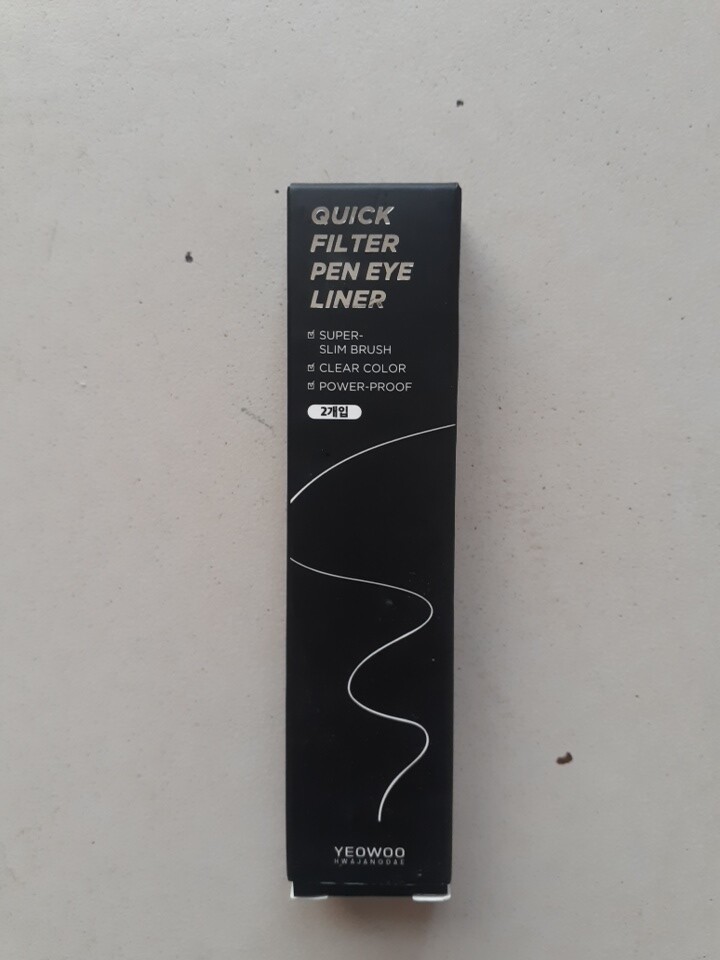 QUICK
FILTER
PEN EYE
LINER
SUPER-
SLIM BRUSH
CLEAR COLOR
POWER-PROOF
2개입
YEOWOO
HWAJANGDAE